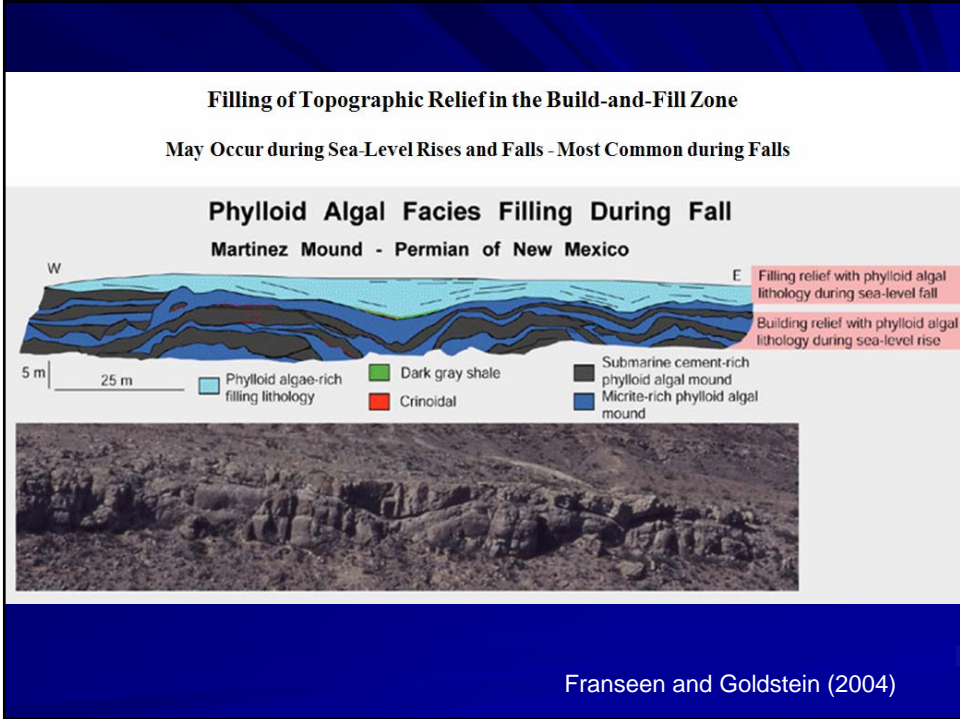 Filling of Topographic Relief in the Build-and-Fill Zone
May Occur during Sea-Level Rises and Falls - Most Common during Falls
Phylloid Algal Facies Filling During Fall
Martinez Mound - Permian of New Mexico
W
E
Filling relief with phylloid algal
lithology during sea-level fall
Building relief with phylloid algal
lithology during sea-level rise
5 m
25 m
Phylloid algae-rich
filling lithology
Dark gray shale
Crinoidal
Submarine cement-rich
phylloid algal mound
Micrite-rich phylloid algal
mound
Franseen and Goldstein (2004)